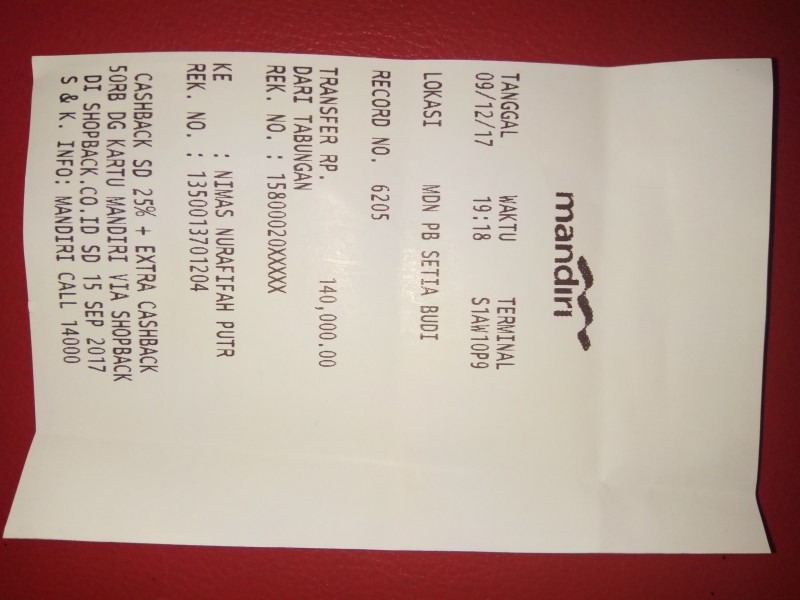 mandiri
TANGGAL WAKTU TERMINAL
09/12/17 19:18 S1AW10P9
LOKASI MDN PB SETIA BUDI
RECORD NO. 6205
TRANSFER RP. 140,000.00
DARI TABUNGAN
REK. NO. : 15800020XXXXX
KE : NIMAS NURAFIFAH PUTR
REK. NO. : 1350013701204
CASHBACK SD 25% + EXTRA CASHBACK
50RB DG KARTU MANDIRI VIA SHOPBACK
DI SHOPBACK.CO.ID SD 15 SEP 2017
S & K. INFO: MANDIRI CALL 14000